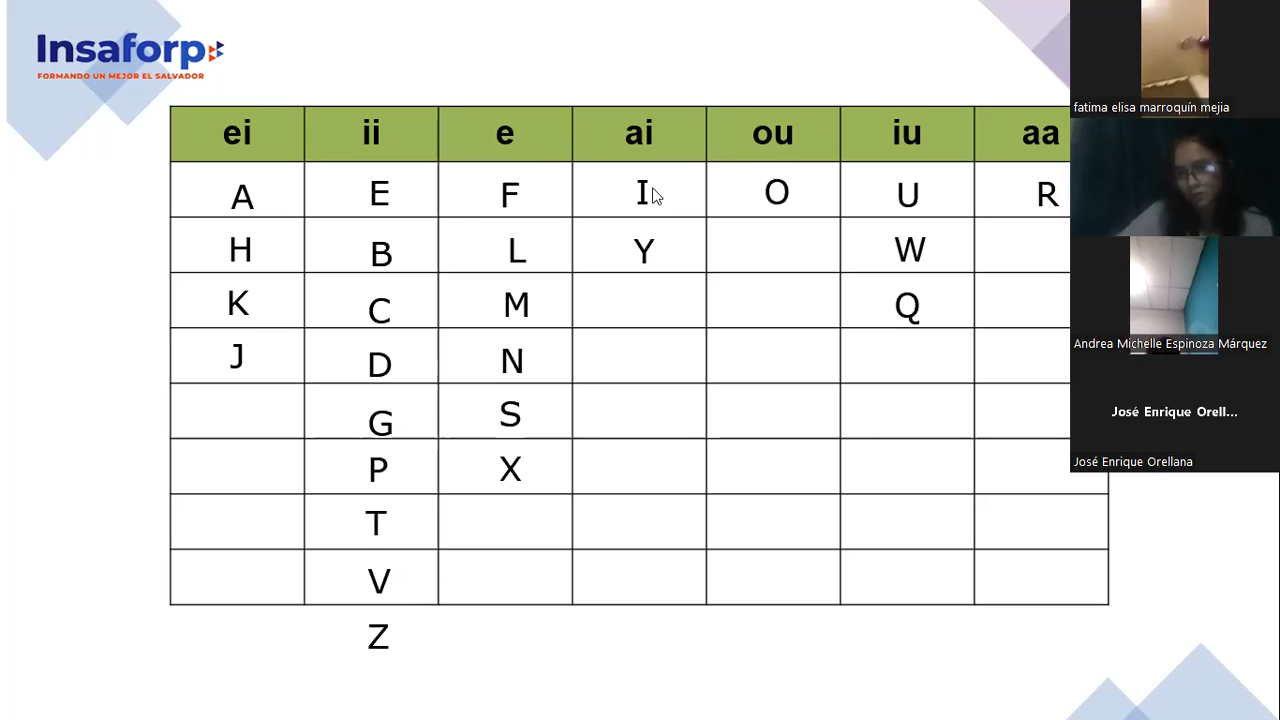 Insaforp
FORMANDO UN MEJOR EL SALVADOR
ei ii e ai ou iu aa
A E F I O U R
H B L Y W
K C M Q
J D N
G S
P X
T
V
Z
fatima elisa marroquín mejia
Andrea Michelle Espinoza Márquez
José Enrique Orell...
José Enrique Orellana